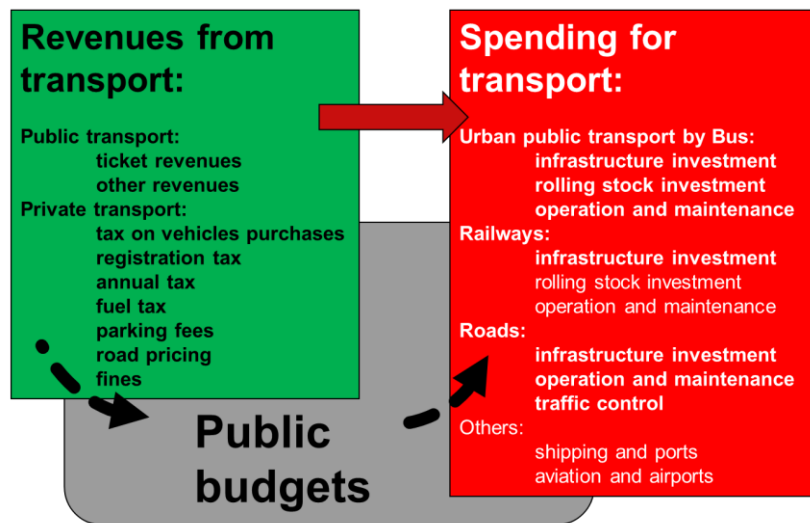 Revenues from
transport:
Public transport:
ticket revenues
other revenues
Private transport:
tax on vehicles purchases
registration tax
annual tax
fuel tax
parking fees
road pricing
fines
Spending for
transport:
Urban public transport by Bus:
infrastructure investment
rolling stock investment
operation and maintenance
Railways:
infrastructure investment
rolling stock investment
operation and maintenance
Roads:
infrastructure investment
operation and maintenance
traffic control
Others:
shipping and ports
aviation and airports
Public
budgets